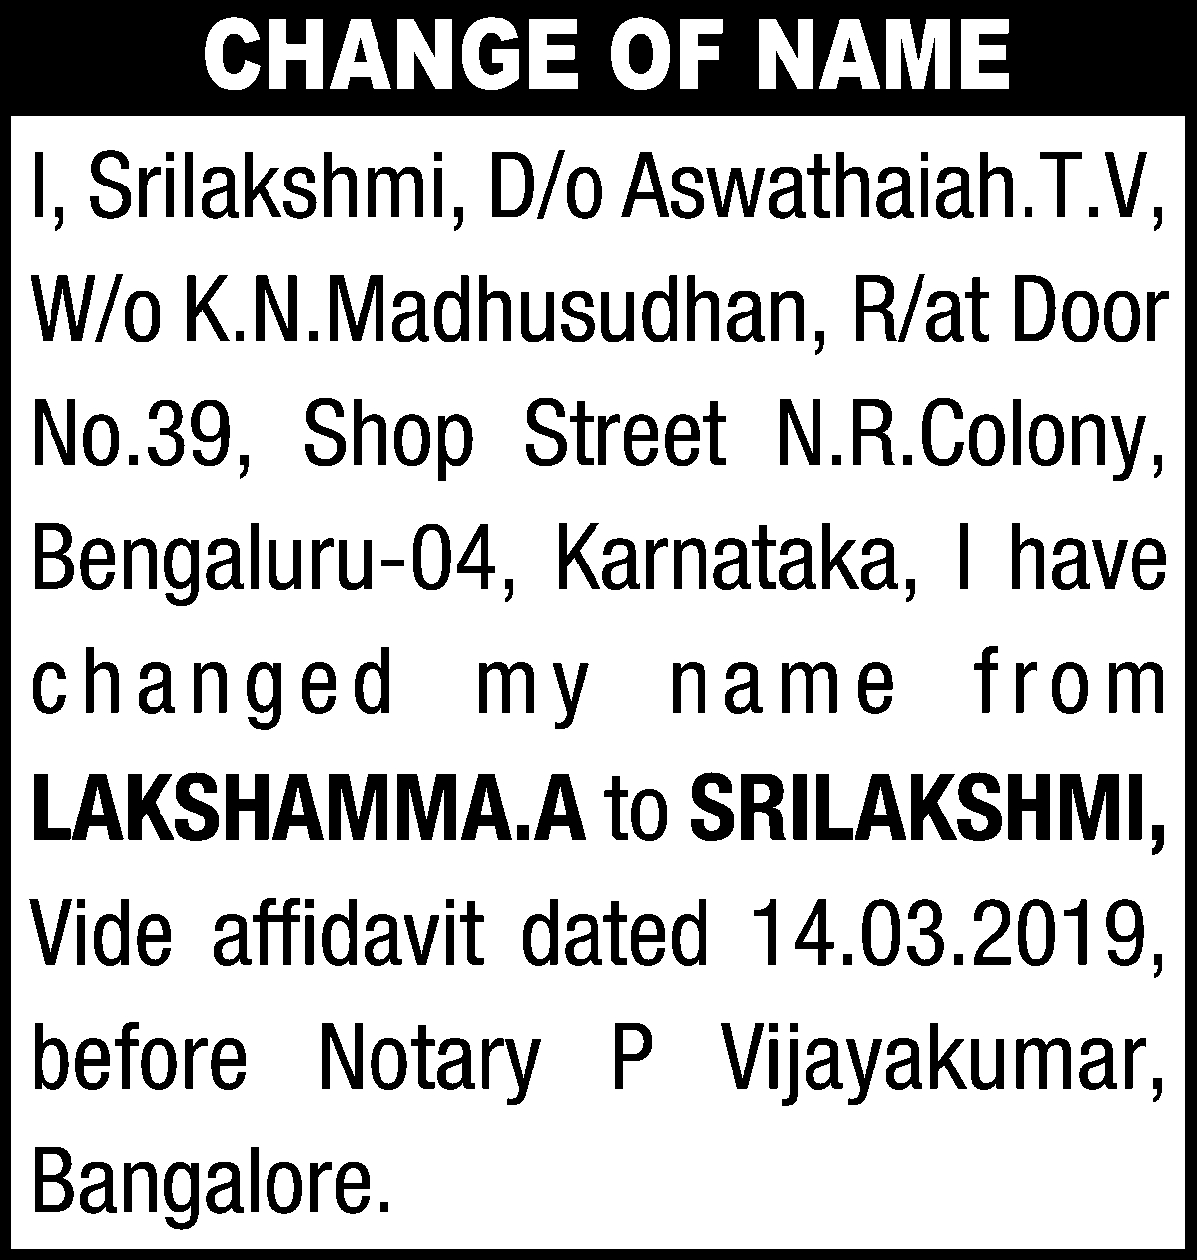 CHANGE OF NAME
I, Srilakshmi, D/o Aswathaiah.T.V,
W/o K.N.Madhusudhan, R/at Door
No.39, Shop Street N.R.Colony,
Bengaluru-04, Karnataka, I have
changed my name from
LAKSHAMMA.A to SRILAKSHMI,
Vide affidavit dated 14.03.2019,
before Notary P Vijayakumar,
Bangalore.